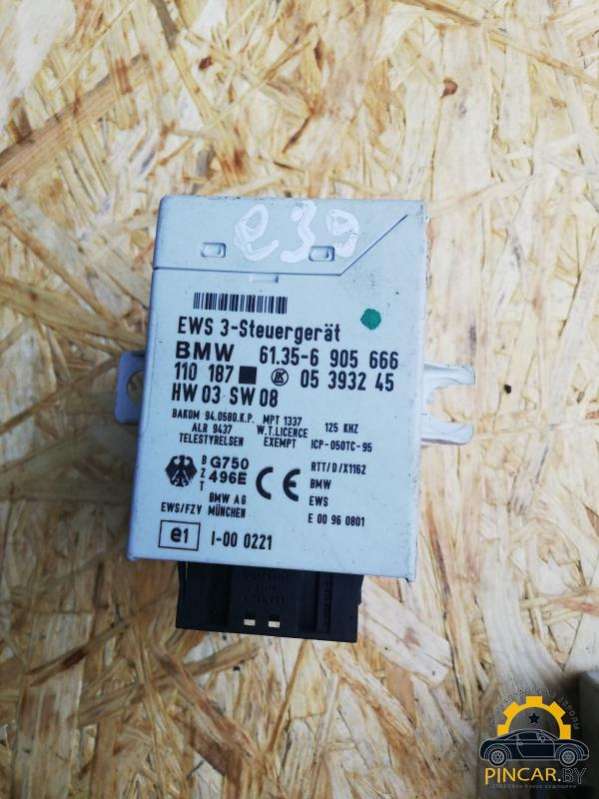 e39
EWS 3-Steuergerät
BMW 61.35-6 905 666
110 187 05 3932 45
HW 03 SW 08
BAKOM 94.0580.K.P. MPT 1337 125 KHZ
ALR 9437 W.T.LICENCE
TELESTYRELSEN EXEMPT ICP-050TC-95
BZT G750 496E CE RTT/D/X1162
BMW
BMW AG EWS
EWS/FZV MÜNCHEN E 00 96 0801
e1 I-00 0221
PINCAR.BY